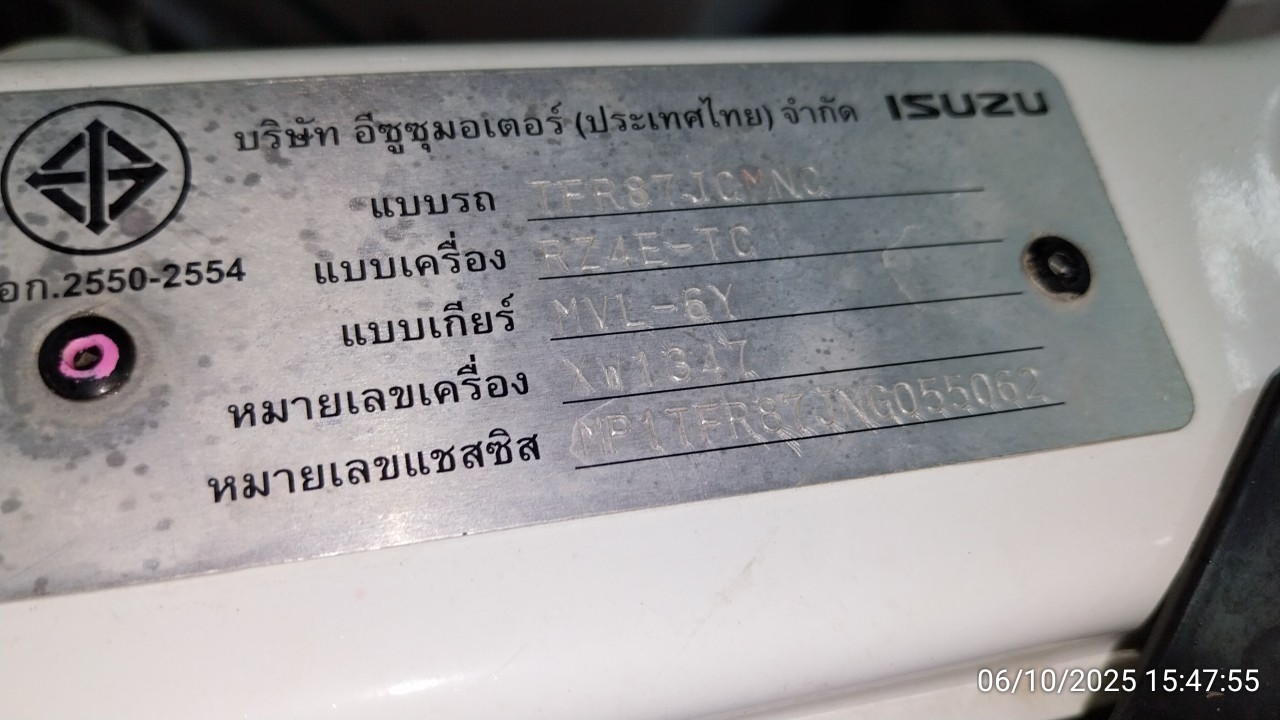 บริษัท อีซูซุมอเตอร์ (ประเทศไทย) จำกัด ISUZU
แบบรถ
มอก.2550-2554
แบบเครื่อง RZ4E-TC
แบบเกียร์ MVL-6Y
หมายเลขเครื่อง XW1347
หมายเลขแชสซิส
06/10/2025 15:47:55